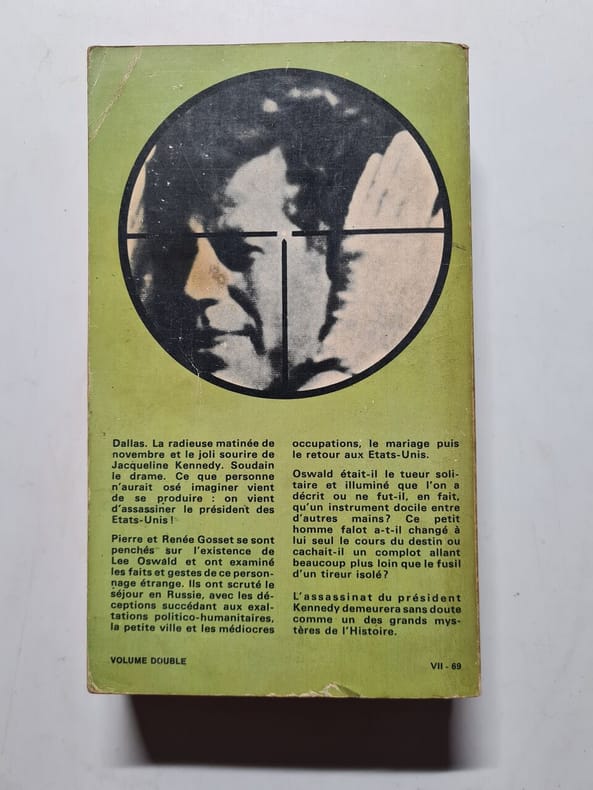 Dallas. La radieuse matinée de
novembre et le joli sourire de
Jacqueline Kennedy. Soudain
le drame. Ce que personne
n'aurait osé imaginer vient
de se produire : on vient
d'assassiner le président des
Etats-Unis !
Pierre et Renée Gosset se sont
penchés sur l'existence de
Lee Oswald et ont examiné
les faits et gestes de ce person-
nage étrange. Ils ont scruté le
séjour en Russie, avec les dé-
ceptions succédant aux exal-
tations politico-humanitaires,
la petite ville et les médiocres
occupations, le mariage puis
le retour aux Etats-Unis.
Oswald était-il le tueur soli-
taire et illuminé que l'on a
décrit ou ne fut-il, en fait,
qu'un instrument docile entre
d'autres mains? Ce petit
homme falot a-t-il changé à
lui seul le cours du destin ou
cachait-il un complot allant
beaucoup plus loin que le fusil
d'un tireur isolé?
L'assassinat du président
Kennedy demeurera sans doute
comme un des grands mys-
tères de l'Histoire.
VOLUME DOUBLE
VII - 69